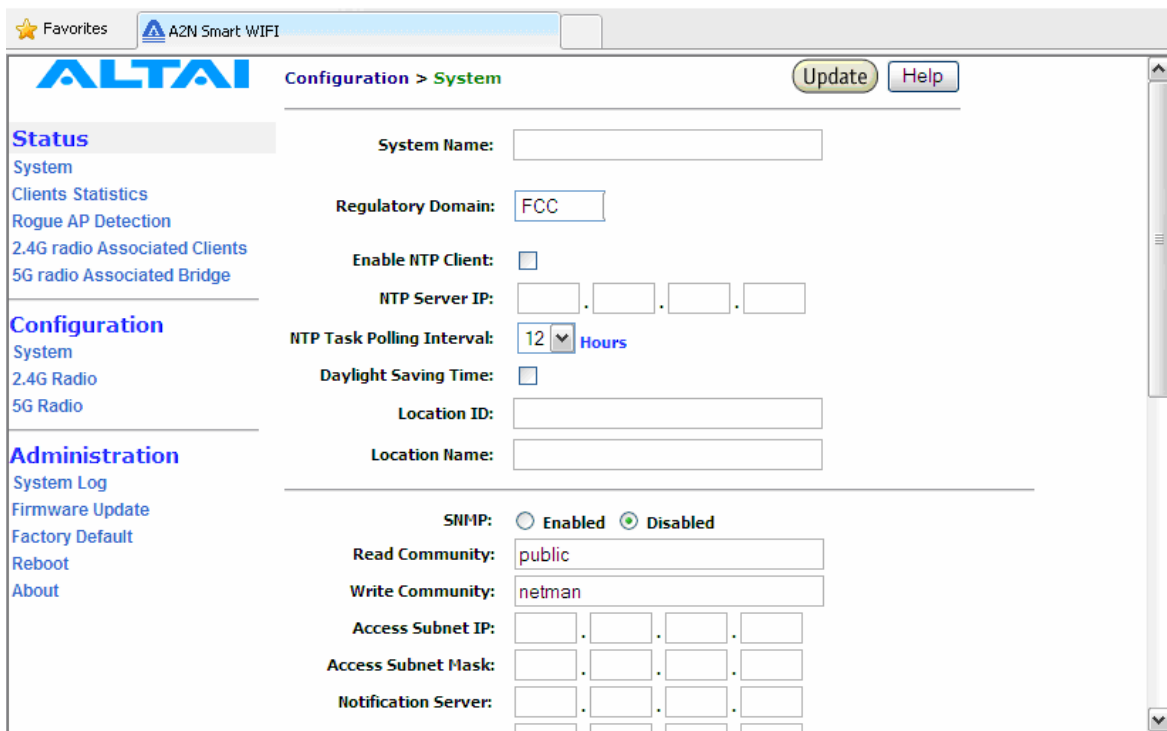 Favorites
A2N Smart WIFI
ALTAI
Configuration > System
Update
Help
Status
System
Clients Statistics
Rogue AP Detection
2.4G radio Associated Clients
5G radio Associated Bridge
Configuration
System
2.4G Radio
5G Radio
Administration
System Log
Firmware Update
Factory Default
Reboot
About
System Name:
Regulatory Domain: FCC
Enable NTP Client:
NTP Server IP: . . .
NTP Task Polling Interval: 12 Hours
Daylight Saving Time:
Location ID:
Location Name:
SNMP: Enabled Disabled
Read Community: public
Write Community: netman
Access Subnet IP: . . .
Access Subnet Mask: . . .
Notification Server: . . .